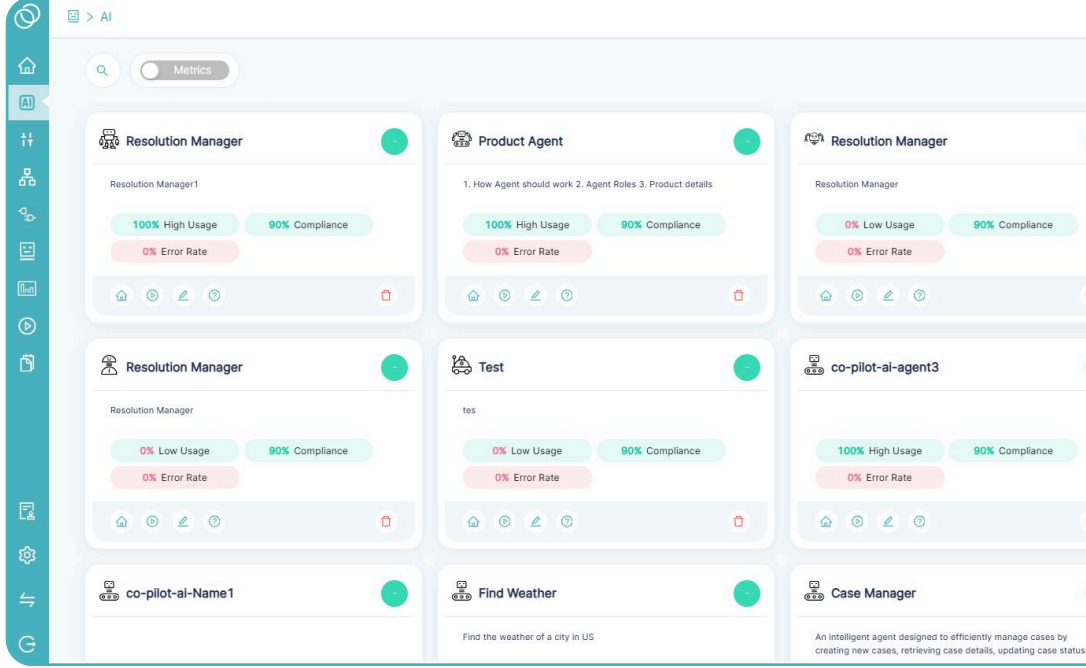 > AI
Metrics
AI
Resolution Manager
-
Resolution Manager1
100% High Usage
90% Compliance
0% Error Rate
Product Agent
-
1. How Agent should work 2. Agent Roles 3. Product details
100% High Usage
90% Compliance
0% Error Rate
Resolution Manager
Resolution Manager
0% Low Usage
90% Compliance
0% Error Rate
Resolution Manager
-
Resolution Manager
0% Low Usage
90% Compliance
0% Error Rate
Test
-
tes
0% Low Usage
90% Compliance
0% Error Rate
co-pilot-ai-agent3
100% High Usage
90% Compliance
0% Error Rate
co-pilot-ai-Name1
-
Find Weather
-
Find the weather of a city in US
Case Manager
An intelligent agent designed to efficiently manage cases by
creating new cases, retrieving case details, updating case status